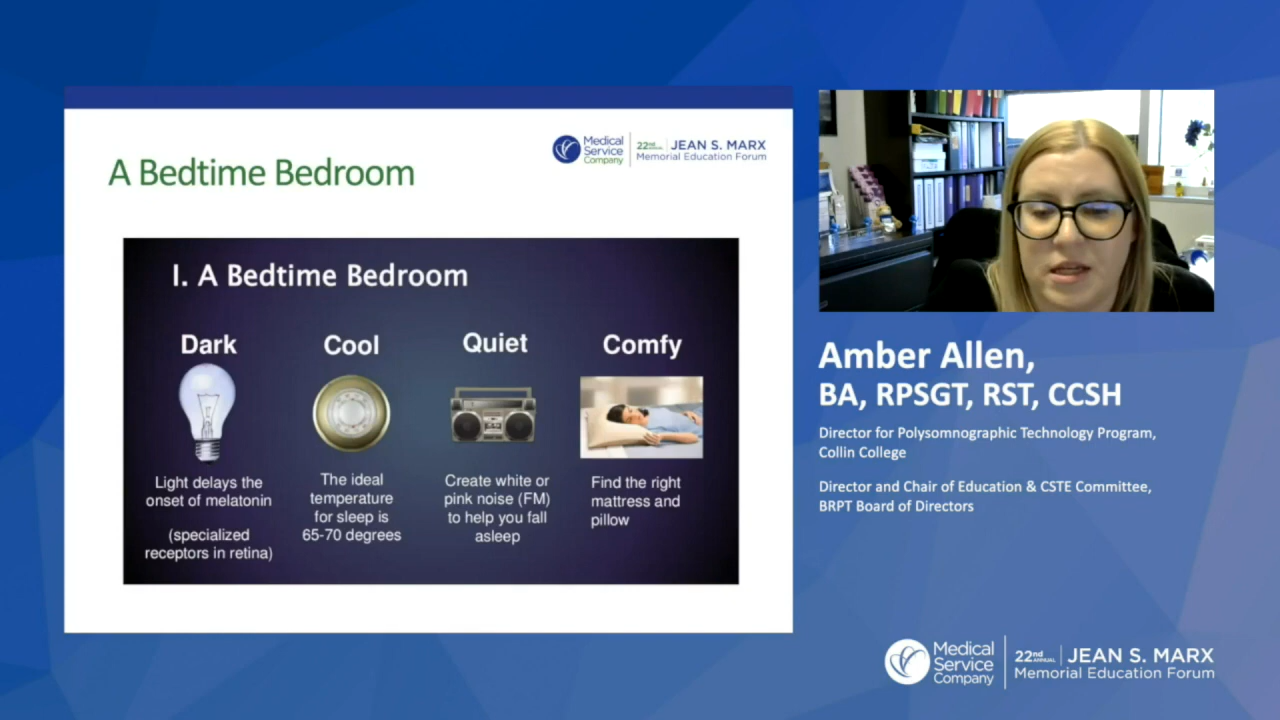 A Bedtime Bedroom
Medical
Service
Company
22nd ANNUAL
JEAN S. MARX
Memorial Education Forum
I. A Bedtime Bedroom
Dark
Light delays the
onset of melatonin
(specialized
receptors in retina)
Cool
The ideal
temperature
for sleep is
65-70 degrees
Quiet
Create white or
pink noise (FM)
to help you fall
asleep
Comfy
Find the right
mattress and
pillow
Amber Allen,
BA, RPSGT, RST, CCSH
Director for Polysomnographic Technology Program,
Collin College
Director and Chair of Education & CSTE Committee,
BRPT Board of Directors
Medical
Service
Company
22nd ANNUAL
JEAN S. MARX
Memorial Education Forum